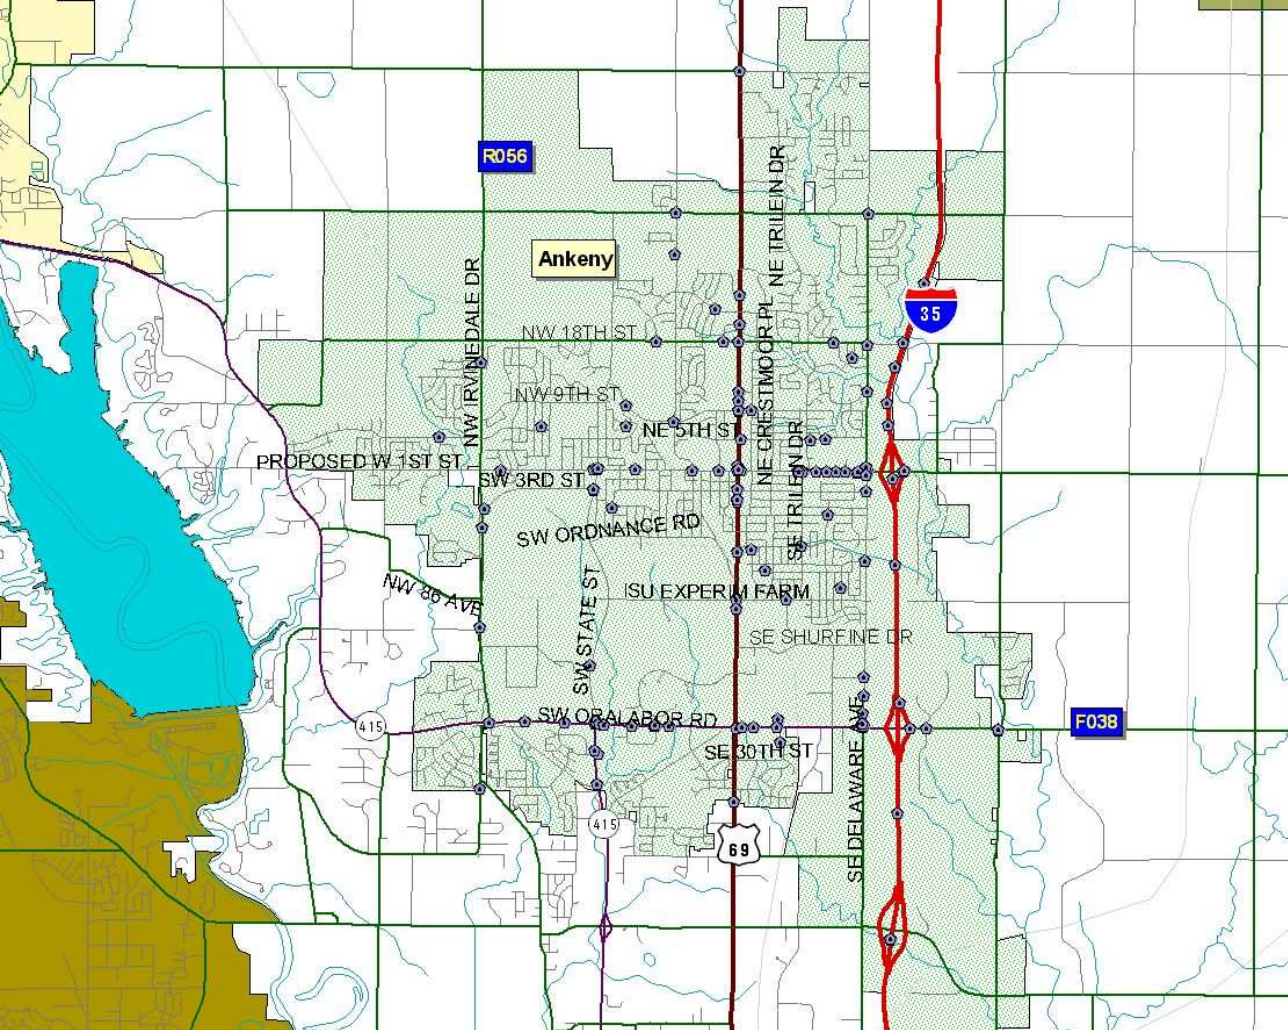 R056
NE TRILEIN DR
Ankeny
NW IRVINEDALE DR
35
NE CRESTMOOR PL
NW 18TH ST
NW 9TH ST
NE 5TH ST
PROPOSED W 1ST ST
SW 3RD ST
SE TRILEIN DR
SW ORDNANCE RD
NW 86 AVE
ISU EXPERIM FARM
SW STATE ST
SE SHURFINE DR
SW ORALABOR RD
415
F038
SE 30TH ST
SE DELAWARE AVE
415
69